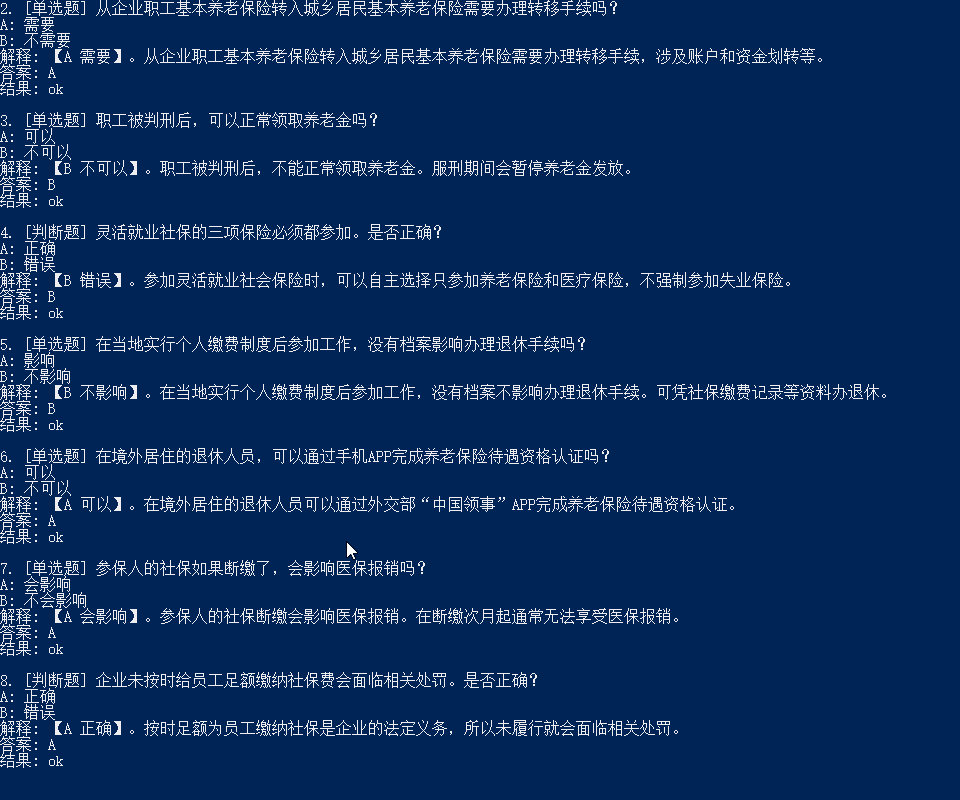 2. [单选题] 从企业职工基本养老保险转入城乡居民基本养老保险需要办理转移手续吗？
A: 需要
B: 不需要
解释: 【A 需要】。从企业职工基本养老保险转入城乡居民基本养老保险需要办理转移手续，涉及账户和资金划转等。
答案: A
结果: ok
3. [单选题] 职工被判刑后，可以正常领取养老金吗？
A: 可以
B: 不可以
解释: 【B 不可以】。职工被判刑后，不能正常领取养老金。服刑期间会暂停养老金发放。
答案: B
结果: ok
4. [判断题] 灵活就业社保的三项保险必须都参加。是否正确？
A: 正确
B: 错误
解释: 【B 错误】。参加灵活就业社会保险时，可以自主选择只参加养老保险和医疗保险，不强制参加失业保险。
答案: B
结果: ok
5. [单选题] 在当地实行个人缴费制度后参加工作，没有档案影响办理退休手续吗？
A: 影响
B: 不影响
解释: 【B 不影响】。在当地实行个人缴费制度后参加工作，没有档案不影响办理退休手续。可凭社保缴费记录等资料办退休。
答案: B
结果: ok
6. [单选题] 在境外居住的退休人员，可以通过手机APP完成养老保险待遇资格认证吗？
A: 可以
B: 不可以
解释: 【A 可以】。在境外居住的退休人员可以通过外交部“中国领事”APP完成养老保险待遇资格认证。
答案: A
结果: ok
7. [单选题] 参保人的社保如果断缴了，会影响医保报销吗？
A: 会影响
B: 不会影响
解释: 【A 会影响】。参保人的社保断缴会影响医保报销。在断缴次月起通常无法享受医保报销。
答案: A
结果: ok
8. [判断题] 企业未按时给员工足额缴纳社保费会面临相关处罚。是否正确？
A: 正确
B: 错误
解释: 【A 正确】。按时足额为员工缴纳社保是企业的法定义务，所以未履行就会面临相关处罚。
答案: A
结果: ok